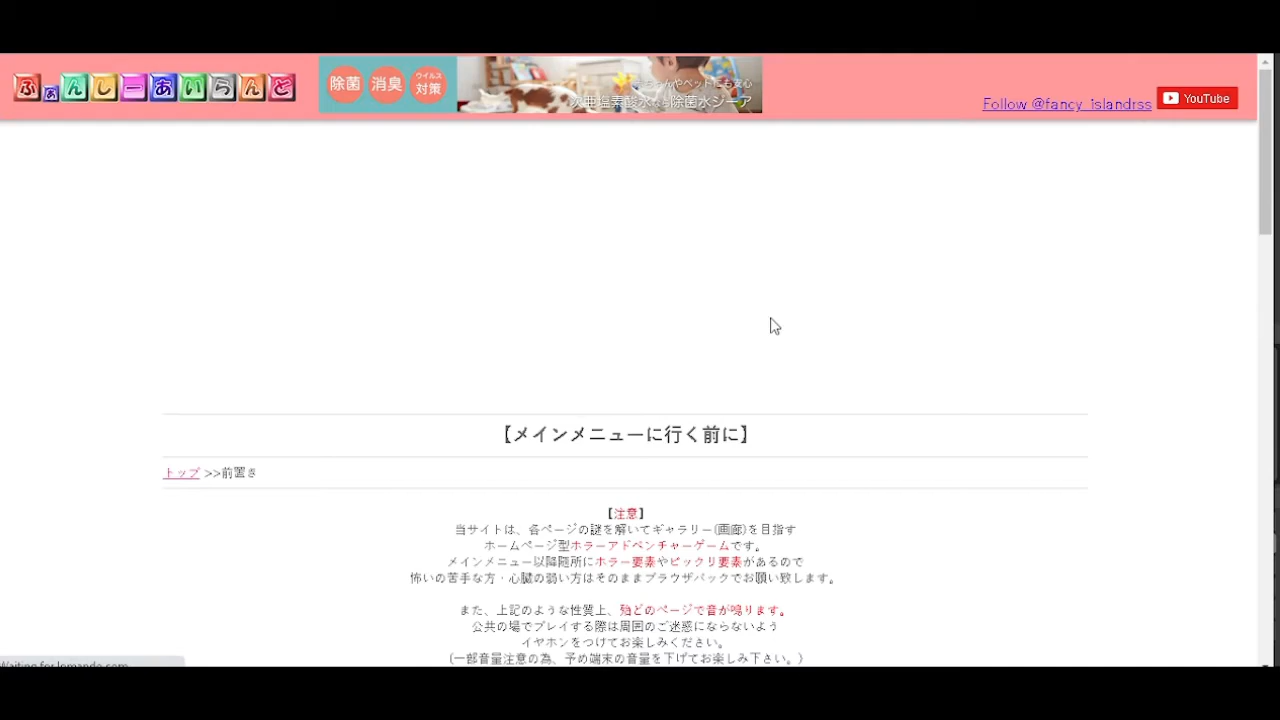 ふぁんしーあいらんど
除菌 消臭 ウイルス対策
次亜塩素酸水なら除菌水ジーア
Follow @fancy_islandrss
YouTube
【メインメニューに行く前に】
トップ >>前置き
【注意】
当サイトは、各ページの謎を解いてギャラリー(画廊)を目指す
ホームページ型ホラーアドベンチャーゲームです。
メインメニュー以降随所にホラー要素やビックリ要素があるので
怖いの苦手な方・心臓の弱い方はそのままブラウザバックでお願い致します。
また、上記のような性質上、殆どのページで音が鳴ります。
公共の場でプレイする際は周囲のご迷惑にならないよう
イヤホンをつけてお楽しみください。
(一部音量注意の為、予め端末の音量を下げてお楽しみ下さい。)